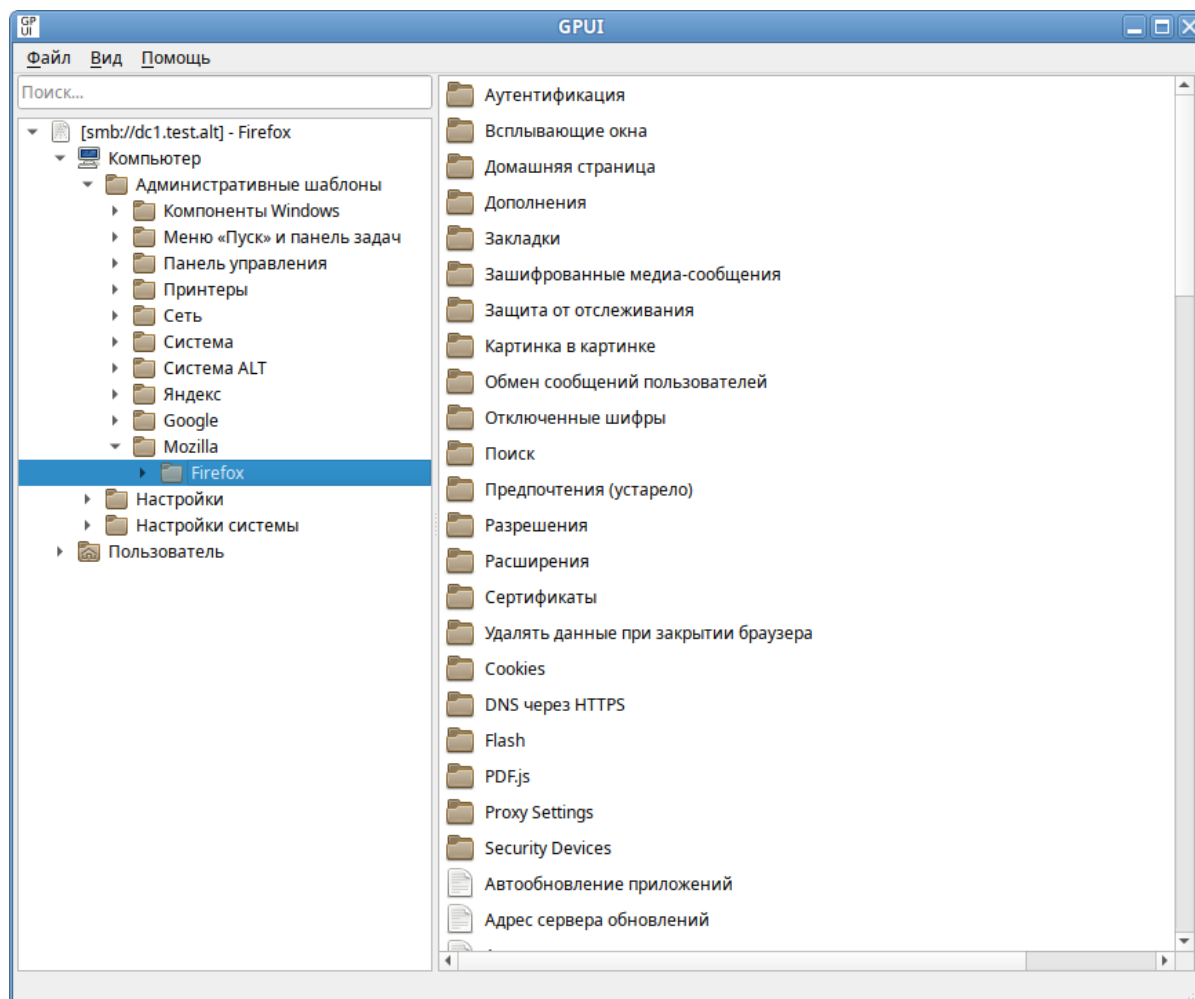 GPUI
GPUI
Файл Вид Помощь
Поиск...
[smb://dc1.test.alt] - Firefox
Компьютер
Административные шаблоны
Компоненты Windows
Меню «Пуск» и панель задач
Панель управления
Принтеры
Сеть
Система
Система ALT
Яндекс
Google
Mozilla
Firefox
Настройки
Настройки системы
Пользователь
Аутентификация
Всплывающие окна
Домашняя страница
Дополнения
Закладки
Зашифрованные медиа-сообщения
Защита от отслеживания
Картинка в картинке
Обмен сообщений пользователей
Отключенные шифры
Поиск
Предпочтения (устарело)
Разрешения
Расширения
Сертификаты
Удалять данные при закрытии браузера
Cookies
DNS через HTTPS
Flash
PDF.js
Proxy Settings
Security Devices
Автообновление приложений
Адрес сервера обновлений